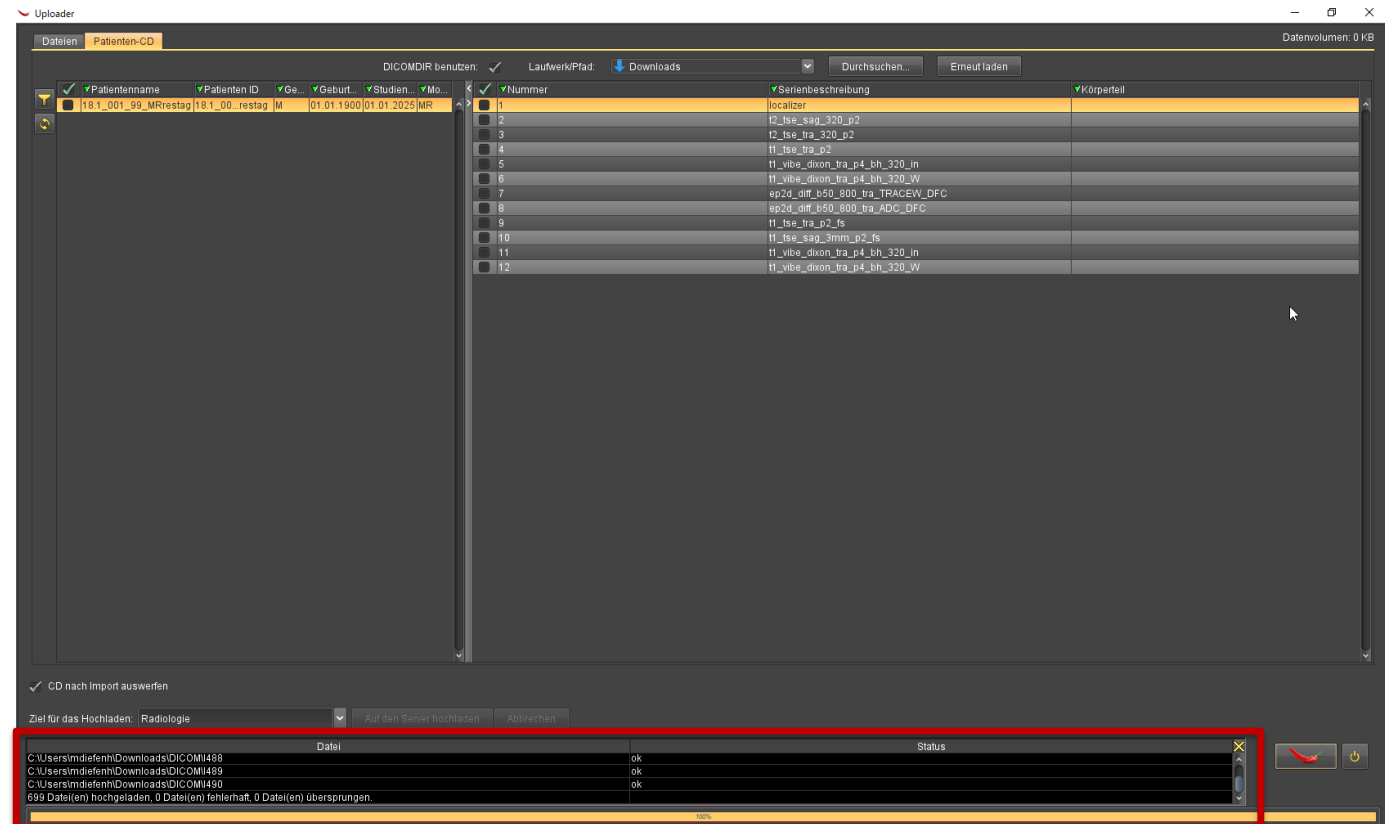 Uploader
Dateien Patienten-CD Datenvolumen: 0 KB
DICOMDIR benutzen: Laufwerk/Pfad: Downloads Durchsuchen... Erneut laden
Patientenname Patienten ID Ge... Geburt... Studien... Mo... Nummer Serienbeschreibung Körperteil
18.1_001_99_MRrestag 18.1_00...restag M 01.01.1900 01.01.2025 MR 1 localizer
2 t2_tse_sag_320_p2
3 t2_tse_tra_320_p2
4 t1_tse_tra_p2
5 t1_vibe_dixon_tra_p4_bh_320_in
6 t1_vibe_dixon_tra_p4_bh_320_W
7 ep2d_diff_b50_800_tra_TRACEW_DFC
8 ep2d_diff_b50_800_tra_ADC_DFC
9 t1_tse_tra_p2_fs
10 t1_tse_sag_3mm_p2_fs
11 t1_vibe_dixon_tra_p4_bh_320_in
12 t1_vibe_dixon_tra_p4_bh_320_W
CD nach Import auswerfen
Ziel für das Hochladen: Radiologie Auf den Server hochladen Abbrechen
Datei Status
C:\Users\mdiefenh\Downloads\DICOM\I488 ok
C:\Users\mdiefenh\Downloads\DICOM\I489 ok
C:\Users\mdiefenh\Downloads\DICOM\I490 ok
699 Datei(en) hochgeladen, 0 Datei(en) fehlerhaft, 0 Datei(en) übersprungen.
100%